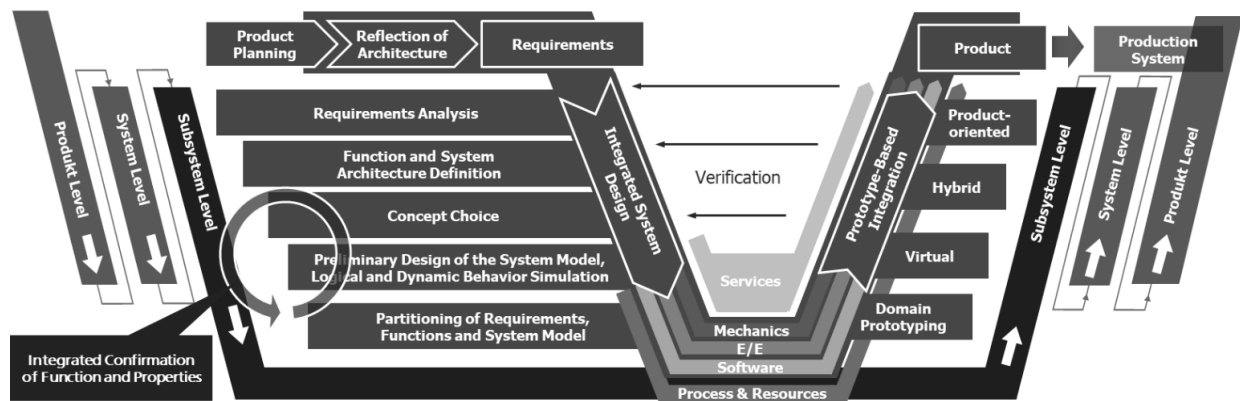 Product
Planning
Reflection of
Architecture
Requirements
Product
Production
System
Produkt Level
System Level
Subsystem Level
Requirements Analysis
Function and System
Architecture Definition
Concept Choice
Preliminary Design of the System Model,
Logical and Dynamic Behavior Simulation
Partitioning of Requirements,
Functions and System Model
Integrated Confirmation
of Function and Properties
Integrated System
Design
Verification
Services
Mechanics
E/E
Software
Process & Resources
Prototype-Based
Integration
Product-
oriented
Hybrid
Virtual
Domain
Prototyping
Subsystem Level
System Level
Produkt Level